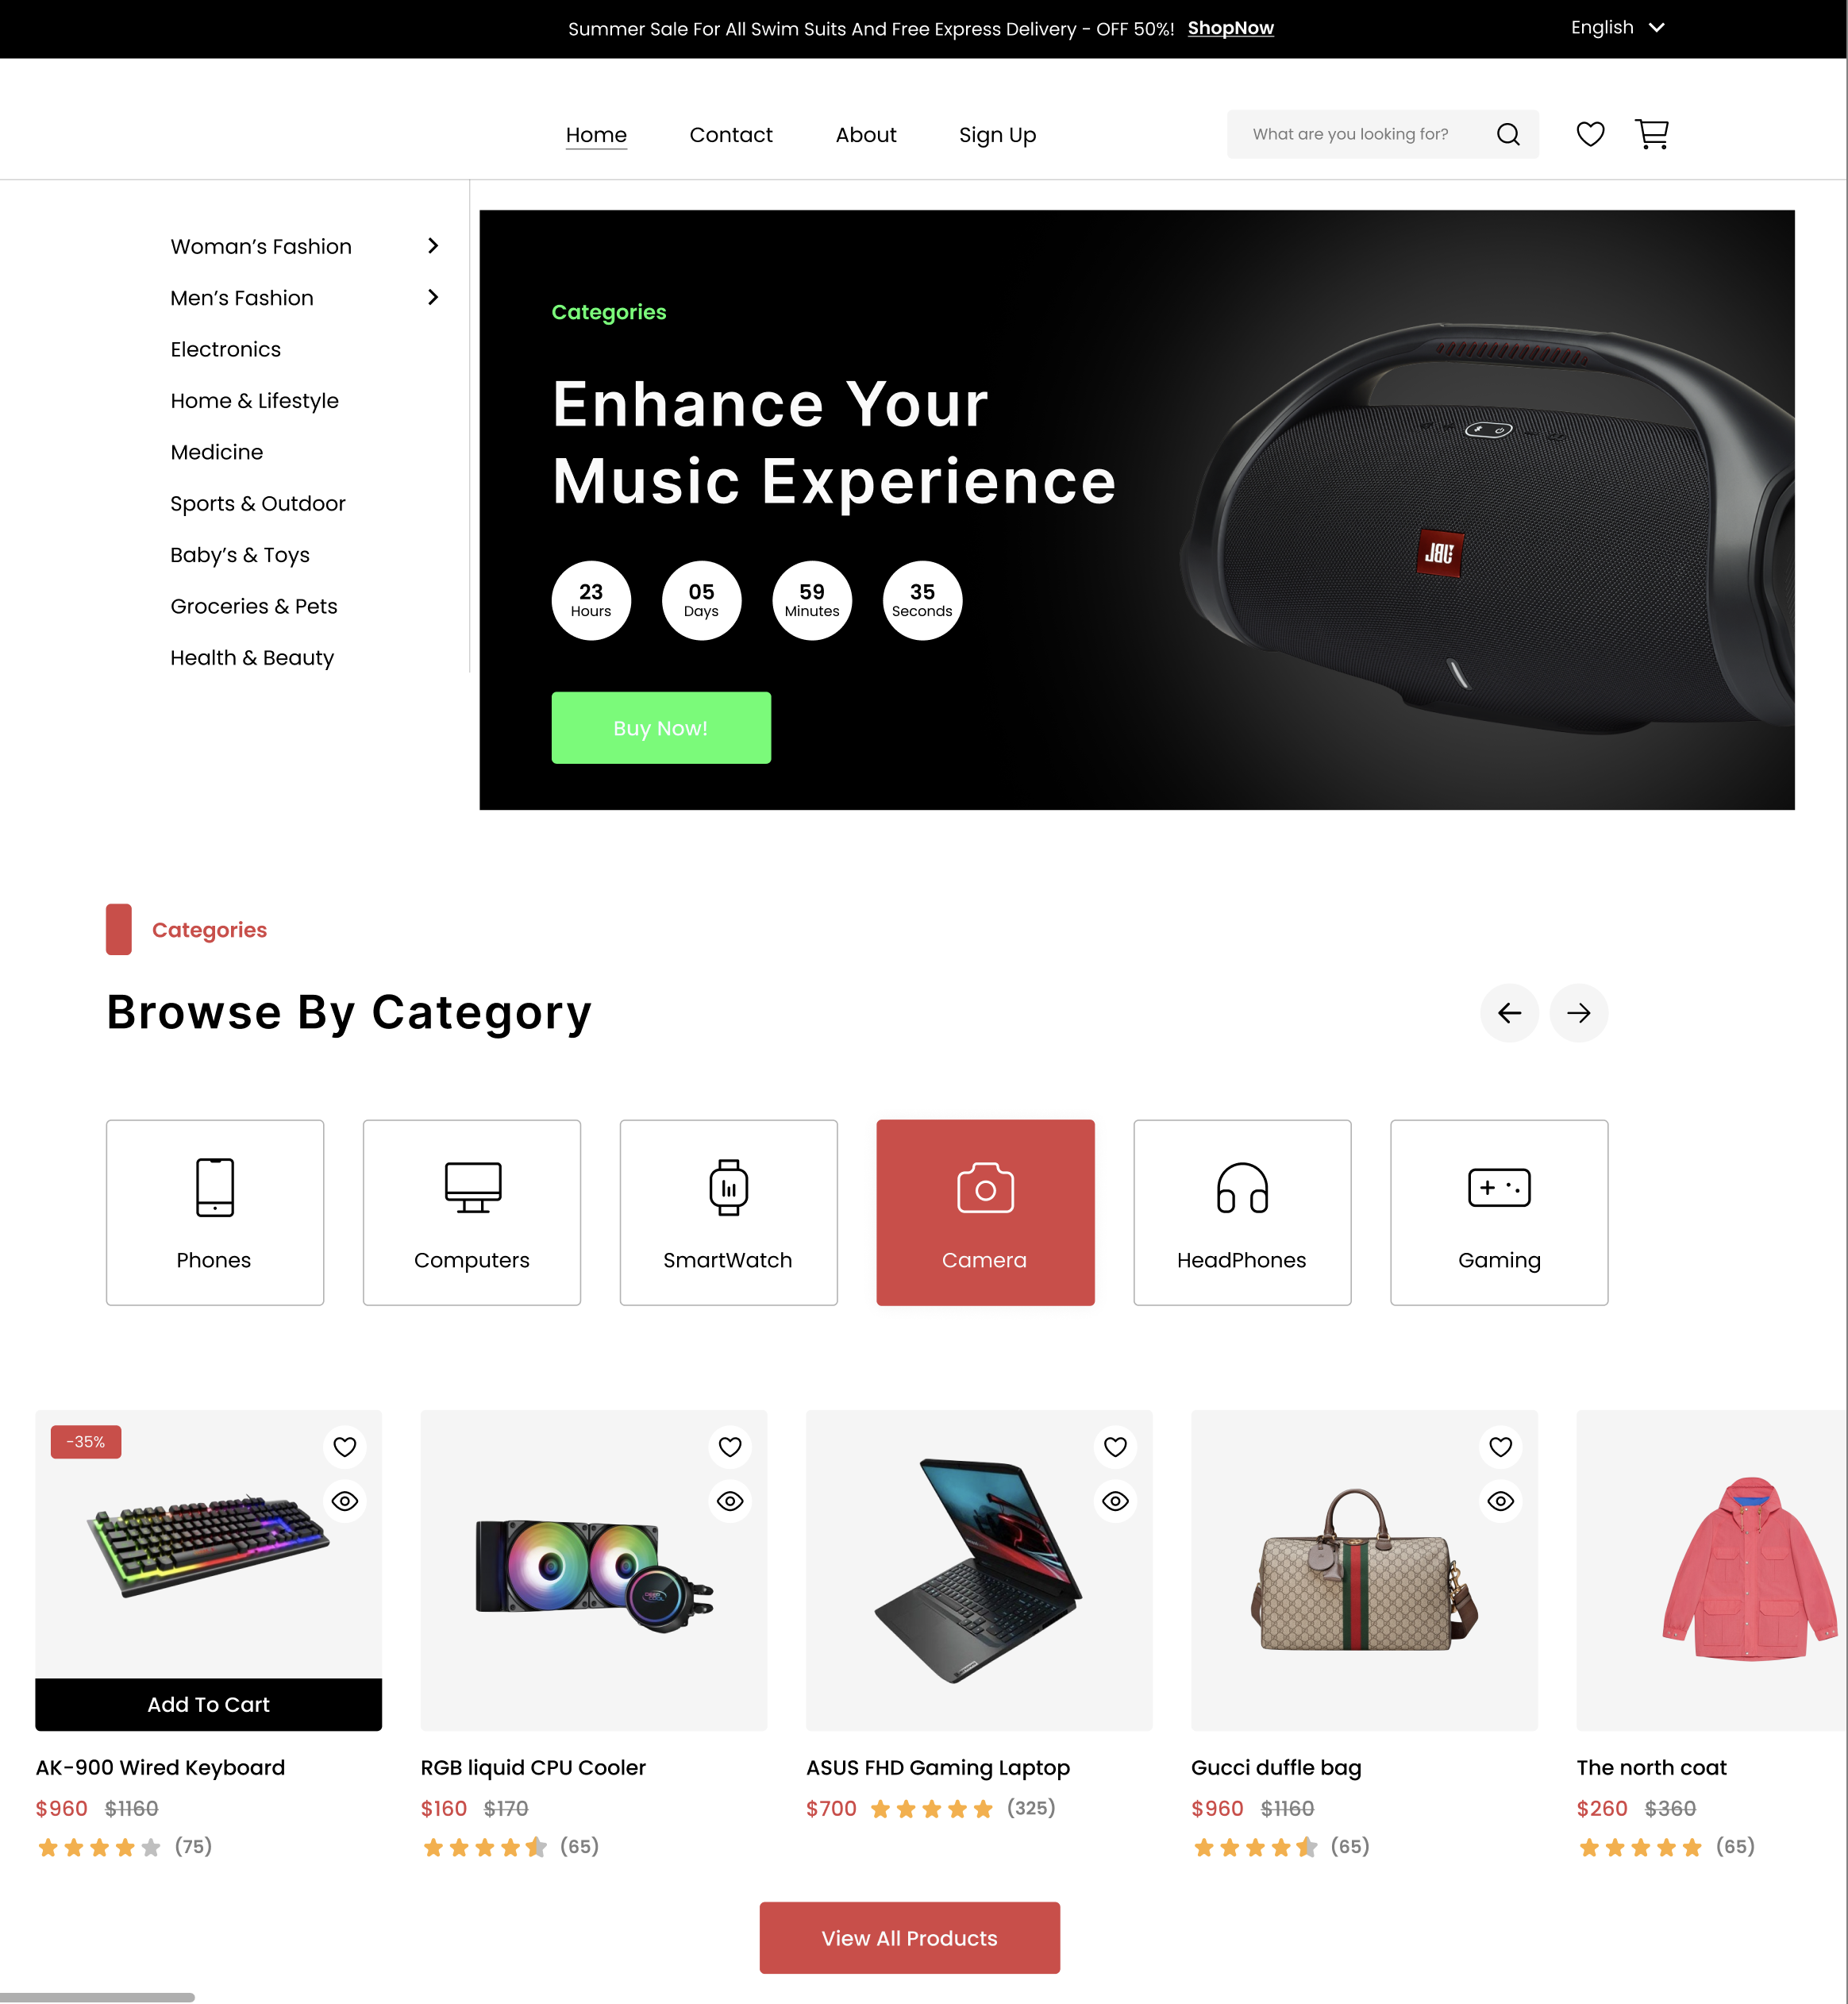 Summer Sale For All Swim Suits And Free Express Delivery - OFF 50%! ShopNow
English
Home
Contact
About
Sign Up
What are you looking for?
Woman’s Fashion
Men’s Fashion
Electronics
Home & Lifestyle
Medicine
Sports & Outdoor
Baby’s & Toys
Groceries & Pets
Health & Beauty
Categories
Enhance Your
Music Experience
23
Hours
05
Days
59
Minutes
35
Seconds
Buy Now!
JBL
Categories
Browse By Category
Phones
Computers
SmartWatch
Camera
HeadPhones
Gaming
-35%
Add To Cart
AK-900 Wired Keyboard
$960 $1160
(75)
RGB liquid CPU Cooler
$160 $170
(65)
ASUS FHD Gaming Laptop
$700 (325)
Gucci duffle bag
$960 $1160
(65)
The north coat
$260 $360
(65)
View All Products